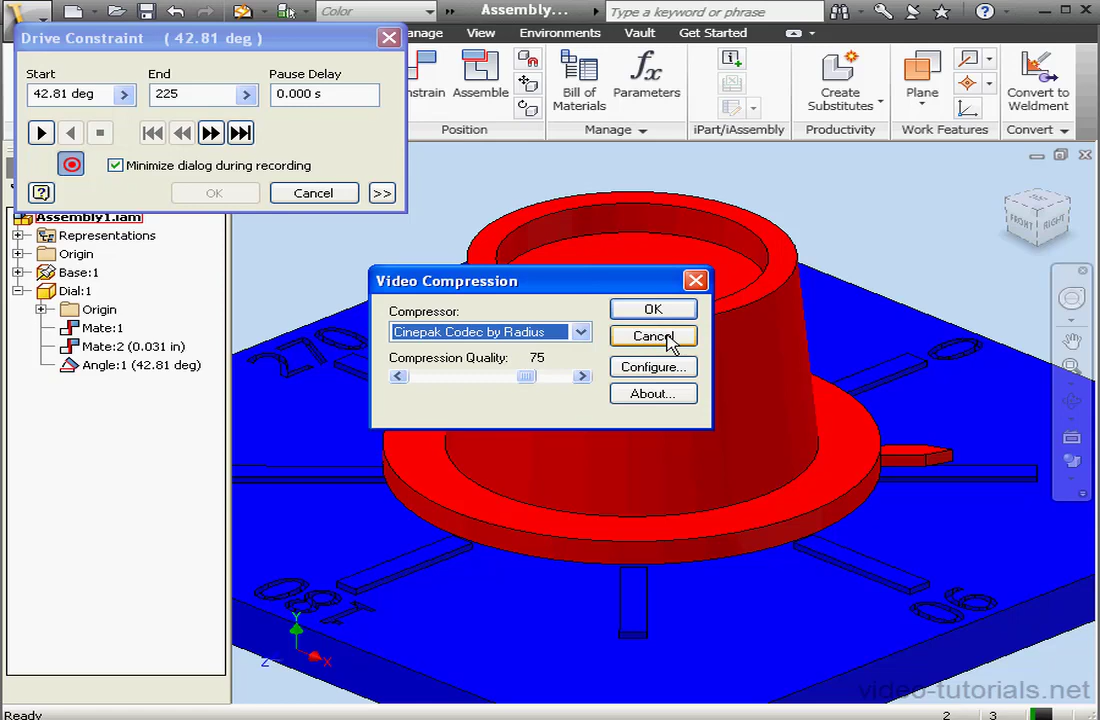 Color
Assembly...
Type a keyword or phrase
Drive Constraint ( 42.81 deg )
anage View Environments Vault Get Started
Start End Pause Delay
42.81 deg 225 0.000 s
Minimize dialog during recording
OK Cancel >>
nstrain Assemble
Position
Bill of Materials
fx
Parameters
Manage
iPart/iAssembly
Create Substitutes
Productivity
Plane
Work Features
Convert to Weldment
Convert
Assembly1.iam
Representations
Origin
Base:1
Dial:1
Origin
Mate:1
Mate:2 (0.031 in)
Angle:1 (42.81 deg)
FRONT RIGHT
Video Compression
Compressor:
Cinepak Codec by Radius
Compression Quality: 75
OK
Cancel
Configure...
About...
270
180
90
Y
Z
X
video-tutorials.net
Ready
2 3